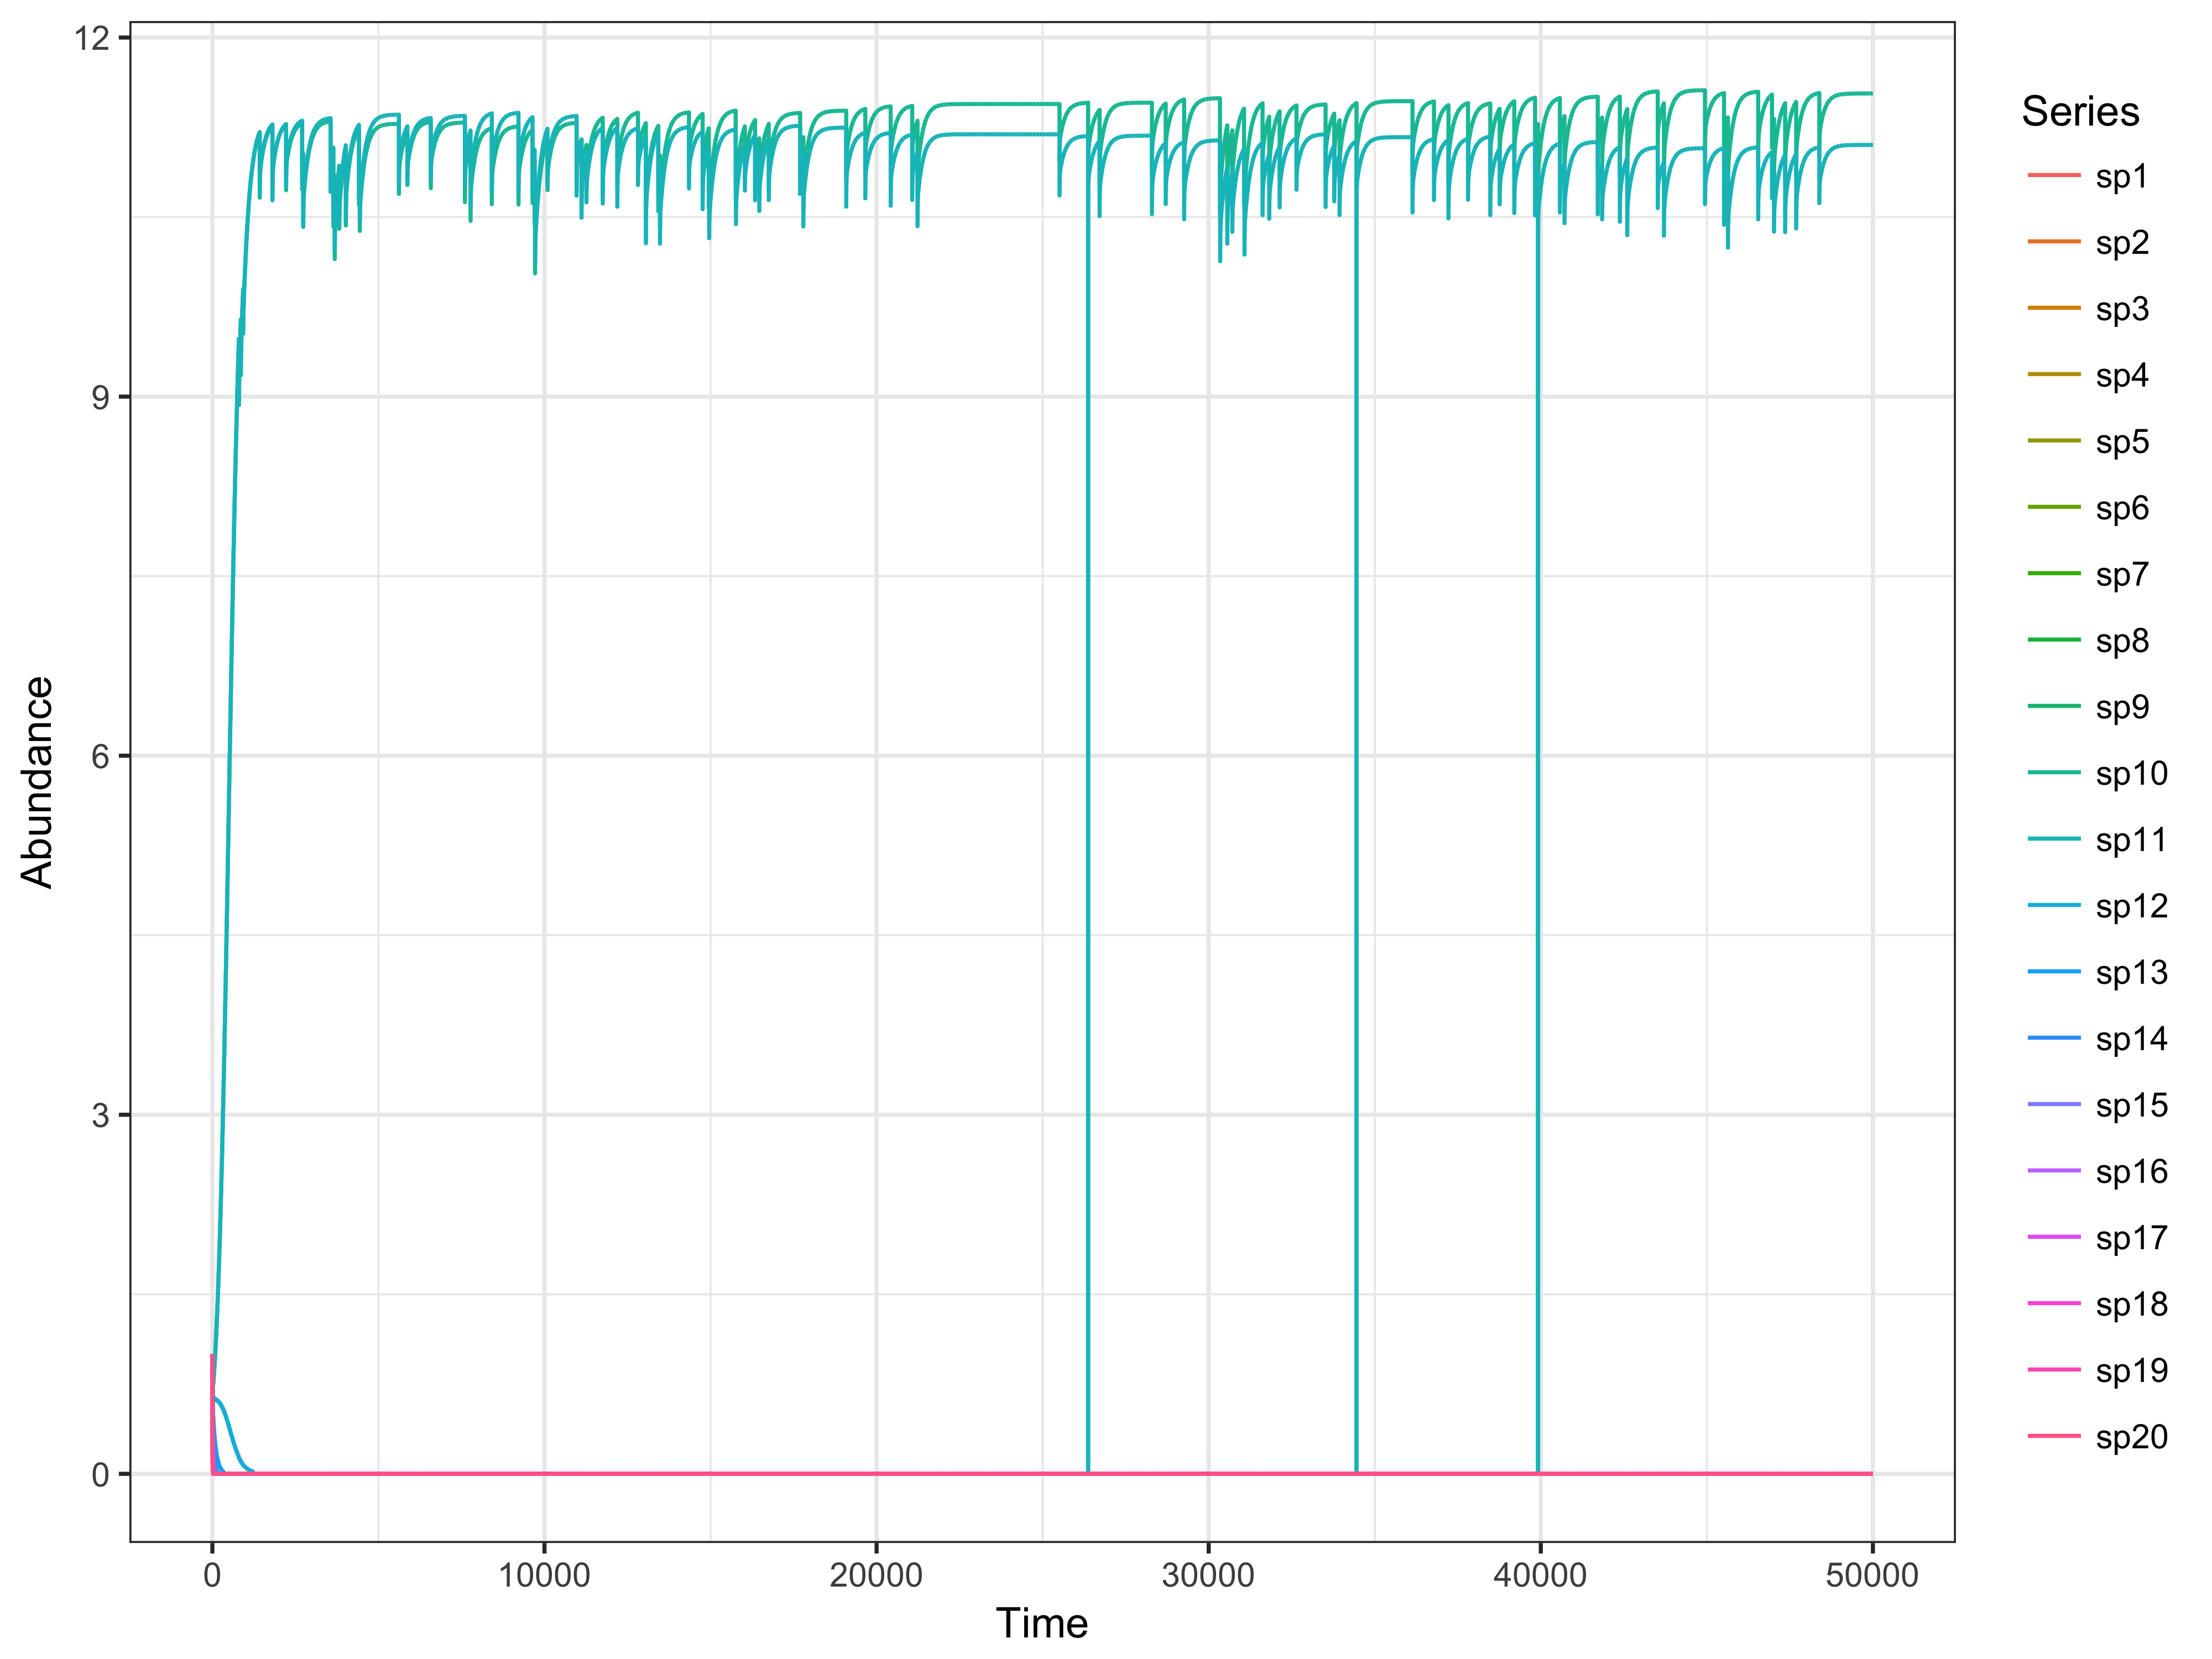 12
9
6
3
0
Abundance
0 10000 20000 30000 40000 50000
Time
Series
sp1
sp2
sp3
sp4
sp5
sp6
sp7
sp8
sp9
sp10
sp11
sp12
sp13
sp14
sp15
sp16
sp17
sp18
sp19
sp20